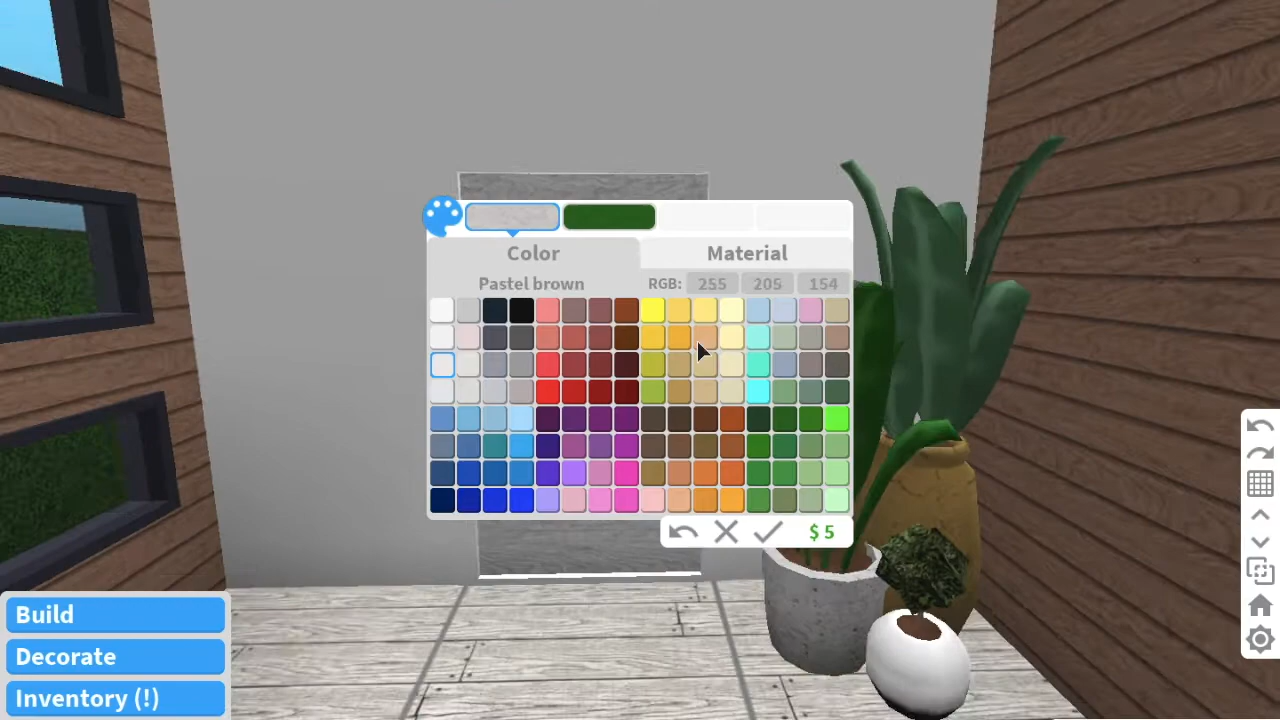 Color
Material
Pastel brown
RGB: 255 205 154
$ 5
Build
Decorate
Inventory (!)